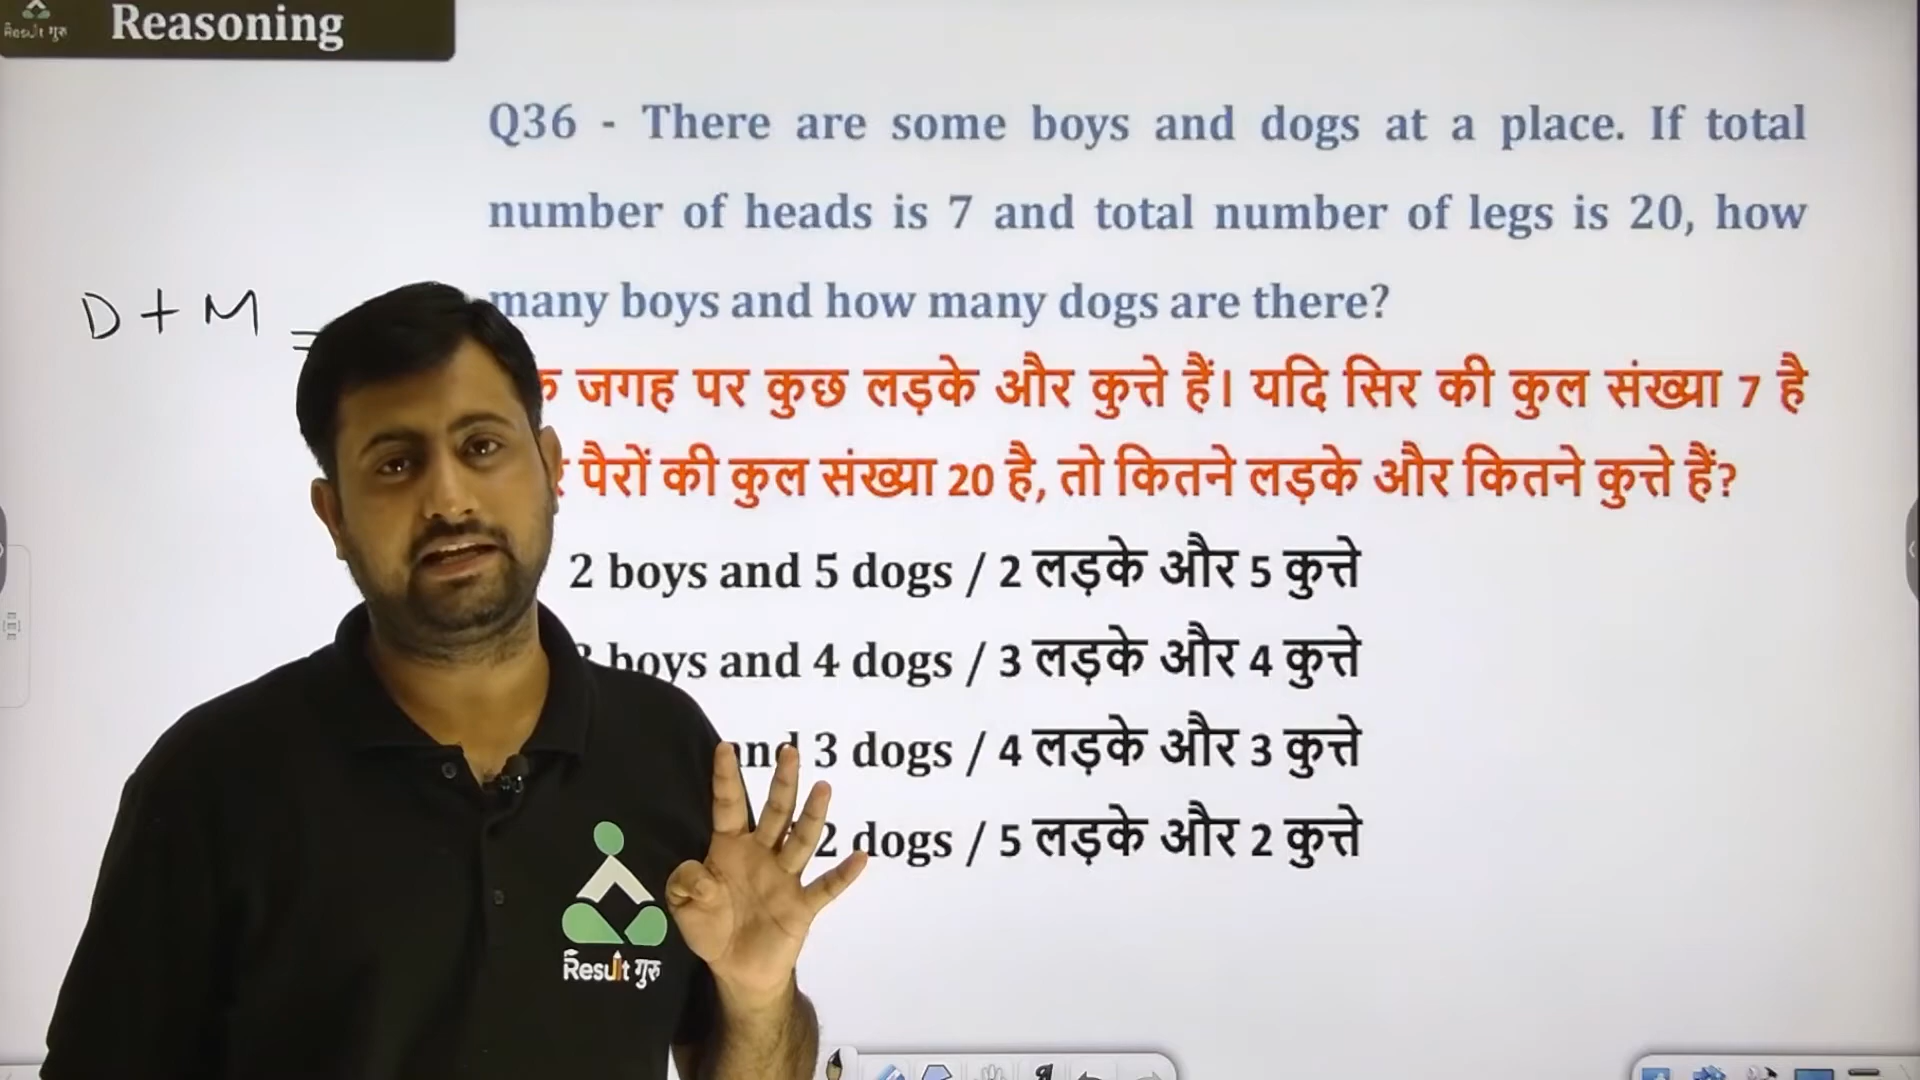 Result गुरु
Reasoning
Q36 - There are some boys and dogs at a place. If total
number of heads is 7 and total number of legs is 20, how
many boys and how many dogs are there?
D + M =
जगह पर कुछ लड़के और कुत्ते हैं। यदि सिर की कुल संख्या 7 है
पैरों की कुल संख्या 20 है, तो कितने लड़के और कितने कुत्ते हैं?
2 boys and 5 dogs / 2 लड़के और 5 कुत्ते
boys and 4 dogs / 3 लड़के और 4 कुत्ते
and 3 dogs / 4 लड़के और 3 कुत्ते
2 dogs / 5 लड़के और 2 कुत्ते
Result गुरु